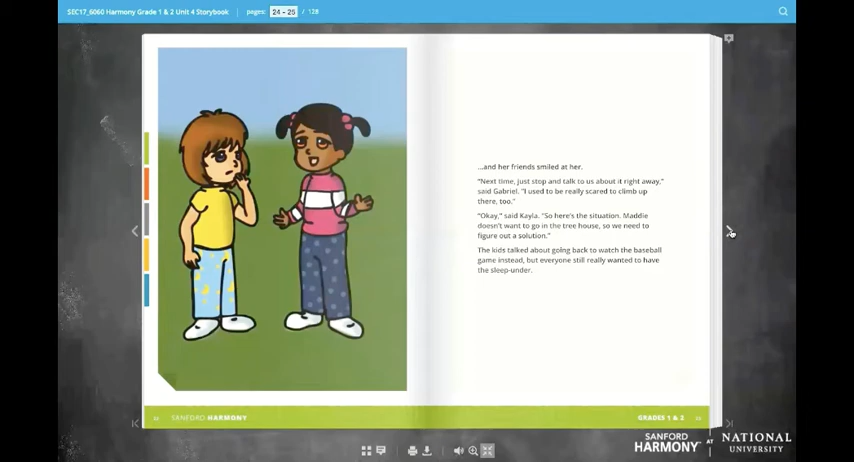 SEC17_6060 Harmony Grade 1 & 2 Unit 4 Storybook
pages: 24 - 25 / 128
...and her friends smiled at her.
"Next time, just stop and talk to us about it right away,"
said Gabriel. "I used to be really scared to climb up
there, too."
"Okay," said Kayla. "So here's the situation. Maddie
doesn't want to go in the tree house, so we need to
figure out a solution."
The kids talked about going back to watch the baseball
game instead, but everyone still really wanted to have
the sleep-under.
SANFORD HARMONY
GRADES 1 & 2
SANFORD
HARMONY AT NATIONAL
UNIVERSITY